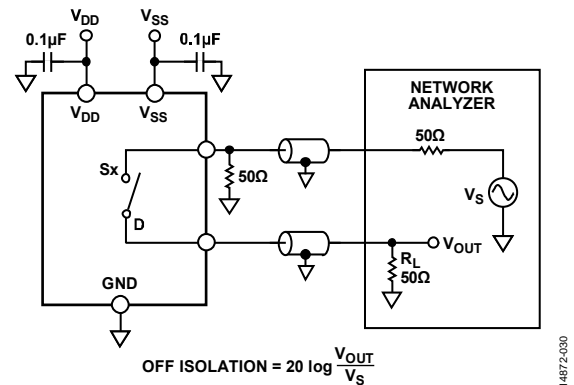 VDD
VSS
0.1µF
0.1µF
VDD
VSS
NETWORK
ANALYZER
50Ω
Sx
50Ω
VS
D
VOUT
RL
50Ω
GND
OFF ISOLATION = 20 log VOUT
VS
14872-030